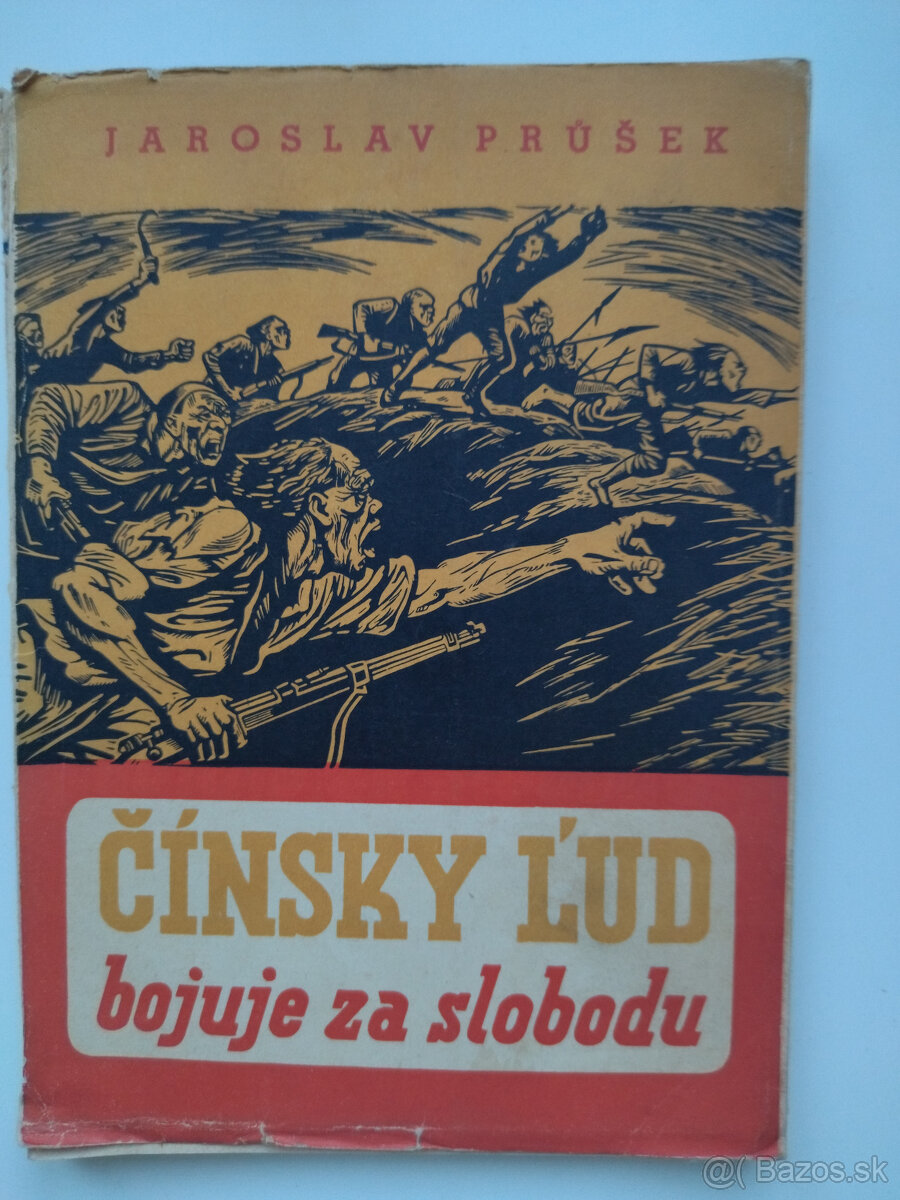 JAROSLAV PRŮŠEK
ČÍNSKY ĽUD
bojuje za slobodu
@( Bazos.sk